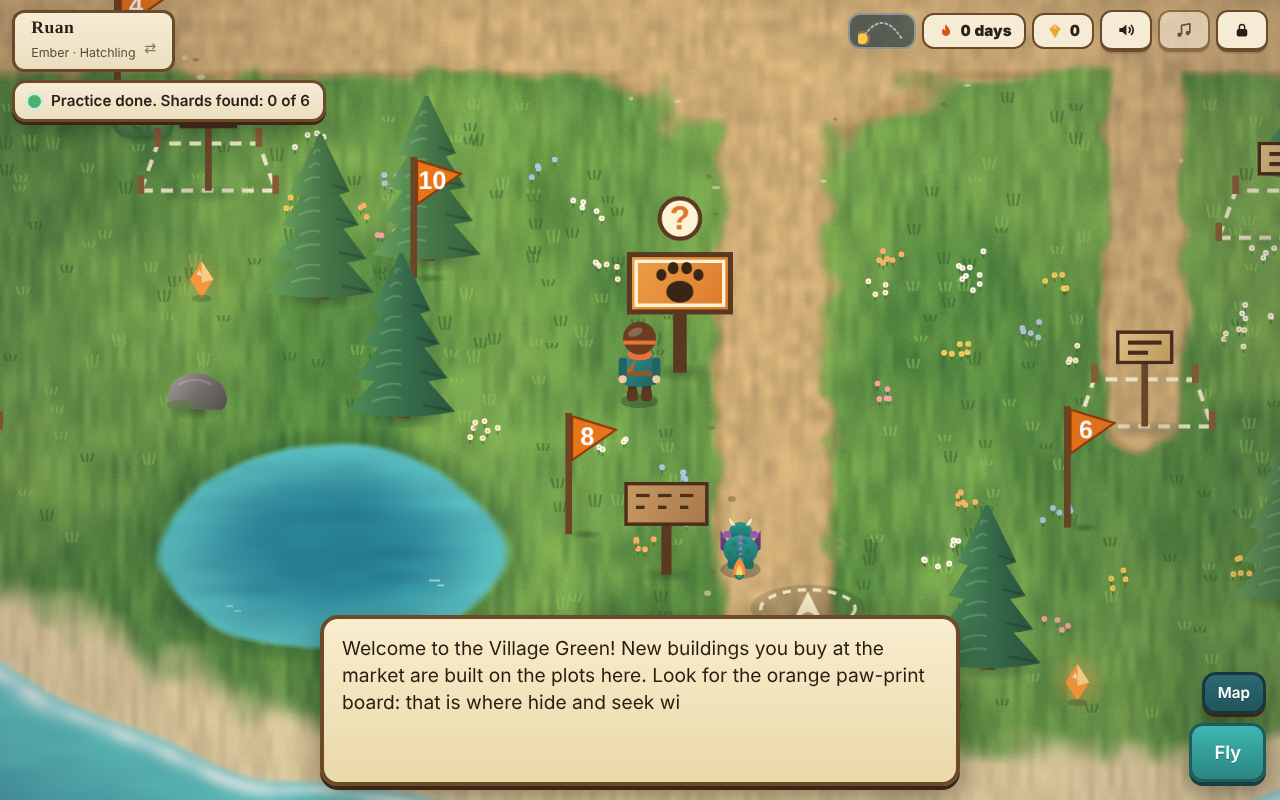 4
Ruan
Ember · Hatchling
0 days
0
Practice done. Shards found: 0 of 6
10
?
8
6
Welcome to the Village Green! New buildings you buy at the
market are built on the plots here. Look for the orange paw-print
board: that is where hide and seek wi
Map
Fly